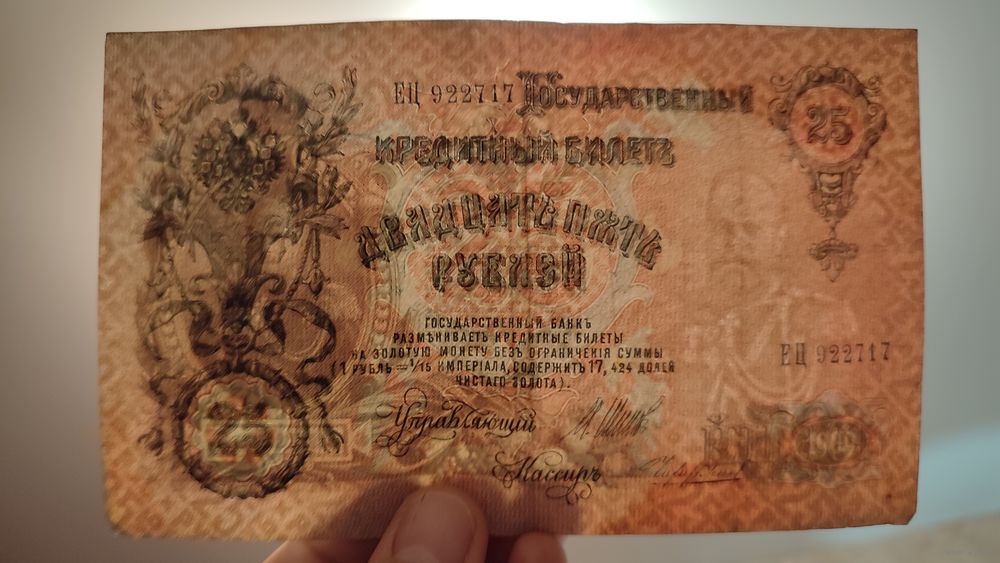 ЕЦ 922717 ГОСУДАРСТВЕННЫЙ
КРЕДИТНЫЙ БИЛЕТЪ
ДВАДЦАТЬ ПЯТЬ
РУБЛЕЙ
25
ГОСУДАРСТВЕННЫЙ БАНКЪ
РАЗМѢНИВАЕТЪ КРЕДИТНЫЕ БИЛЕТЫ
НА ЗОЛОТУЮ МОНЕТУ БЕЗЪ ОГРАНИЧЕНІЯ СУММЫ
(1 РУБЛЬ = 1/15 ИМПЕРІАЛА, СОДЕРЖИТЪ 17, 424 ДОЛЕЙ
ЧИСТАГО ЗОЛОТА).
ЕЦ 922717
25
Управляющій
Кассиръ
1909